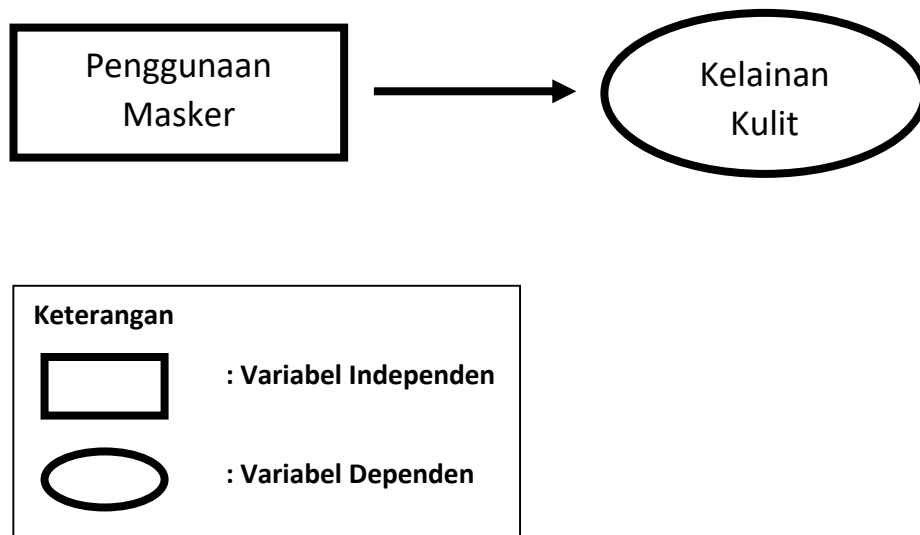 Penggunaan
Masker
Kelainan
Kulit
Keterangan
: Variabel Independen
: Variabel Dependen